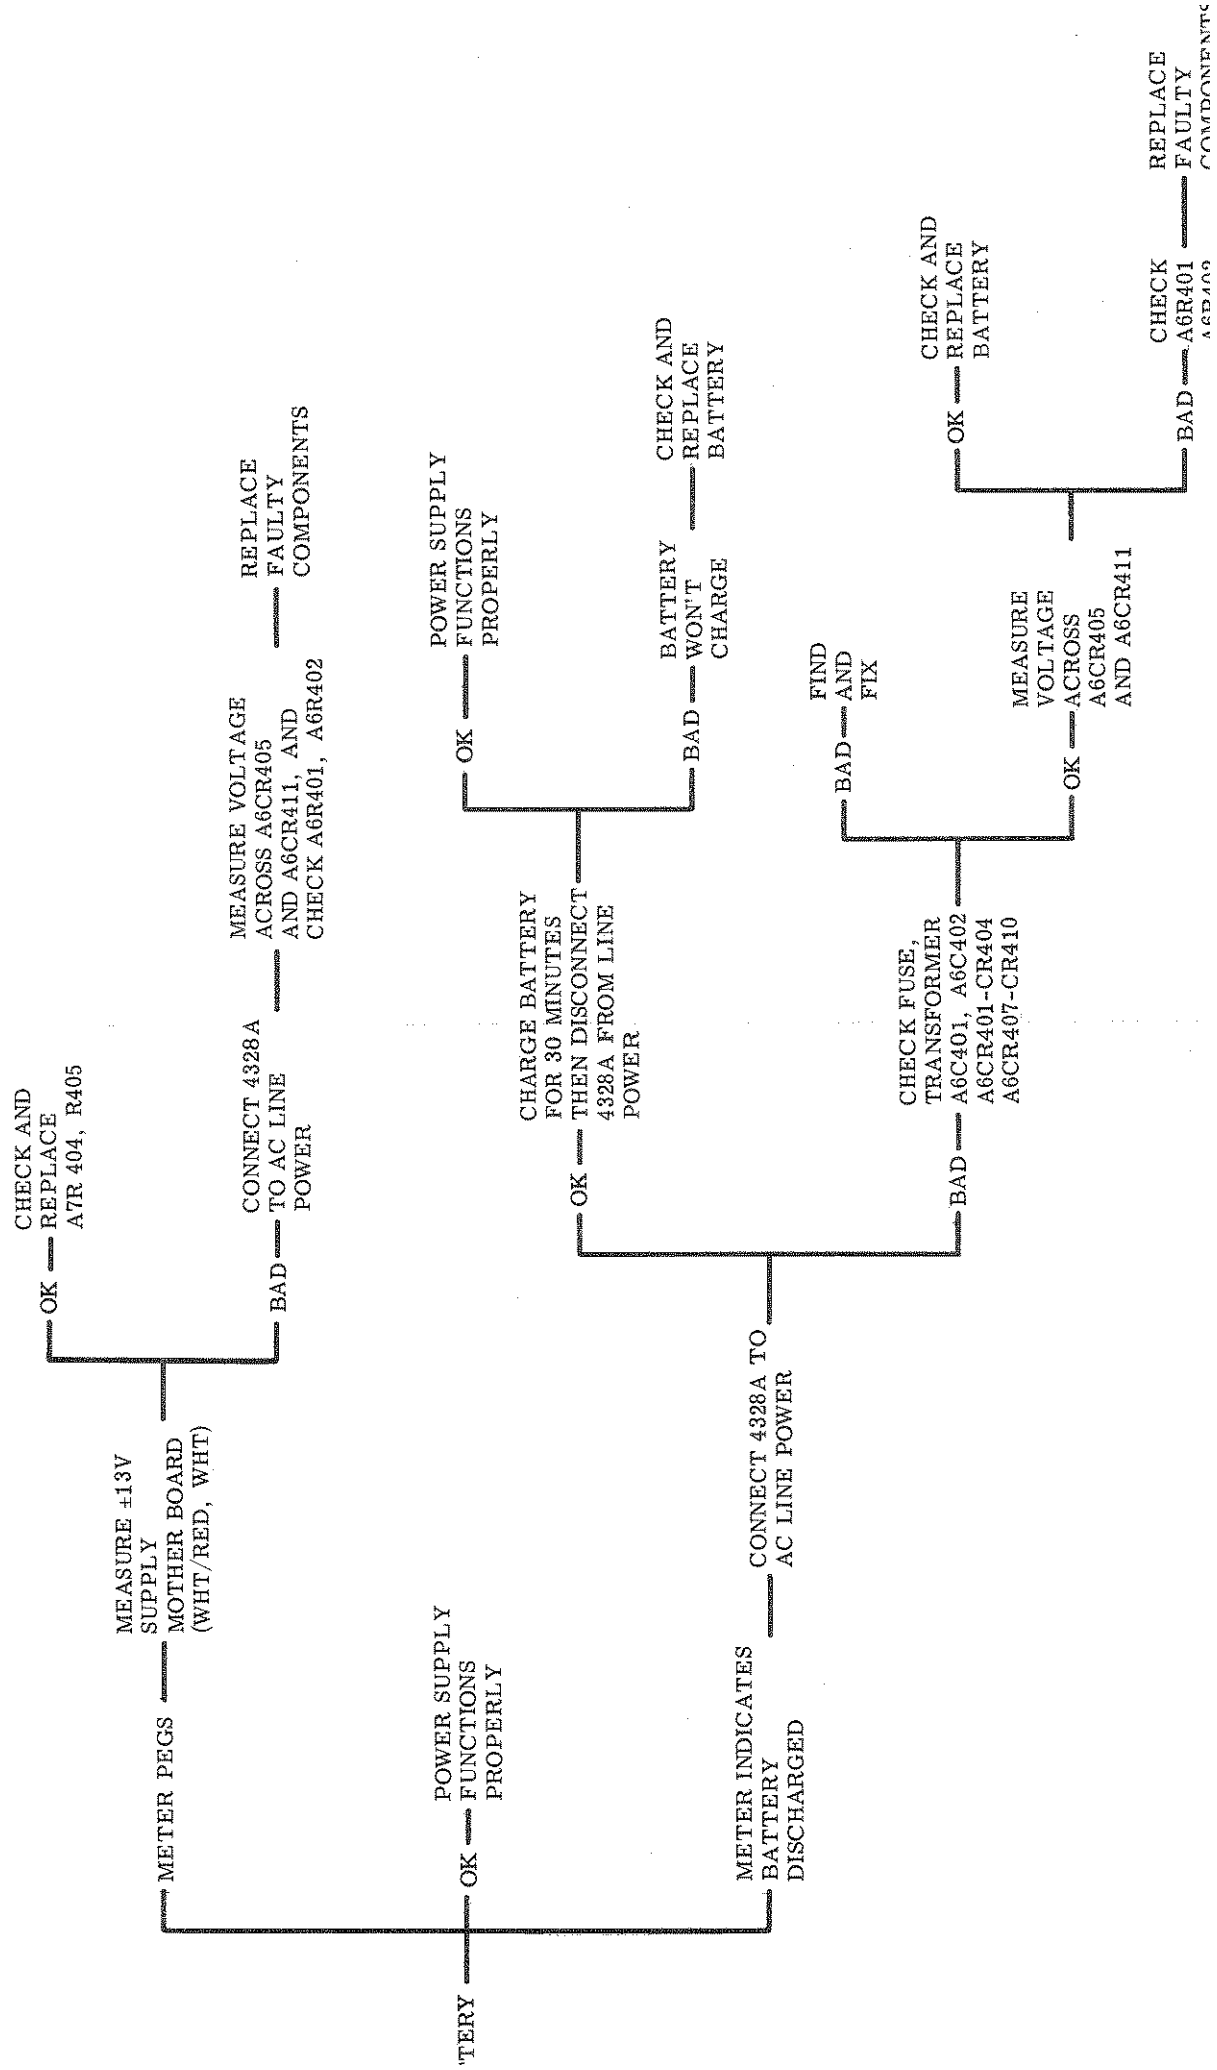 'TERY
METER PEGS
MEASURE ±13V
SUPPLY
MOTHER BOARD
(WHT/RED, WHT)
OK
CHECK AND
REPLACE
A7R 404, R405
BAD
CONNECT 4328A
TO AC LINE
POWER
MEASURE VOLTAGE
ACROSS A6CR405
AND A6CR411, AND
CHECK A6R401, A6R402
REPLACE
FAULTY
COMPONENTS
OK
POWER SUPPLY
FUNCTIONS
PROPERLY
METER INDICATES
BATTERY
DISCHARGED
CONNECT 4328A TO
AC LINE POWER
OK
CHARGE BATTERY
FOR 30 MINUTES
THEN DISCONNECT
4328A FROM LINE
POWER
OK
POWER SUPPLY
FUNCTIONS
PROPERLY
BAD
BATTERY
WON'T
CHARGE
CHECK AND
REPLACE
BATTERY
BAD
CHECK FUSE,
TRANSFORMER
A6C401, A6C402
A6CR401-CR404
A6CR407-CR410
BAD
FIND
AND
FIX
OK
MEASURE
VOLTAGE
ACROSS
A6CR405
AND A6CR411
OK
CHECK AND
REPLACE
BATTERY
BAD
CHECK
A6R401
A6R402
REPLACE
FAULTY
COMPONENTS